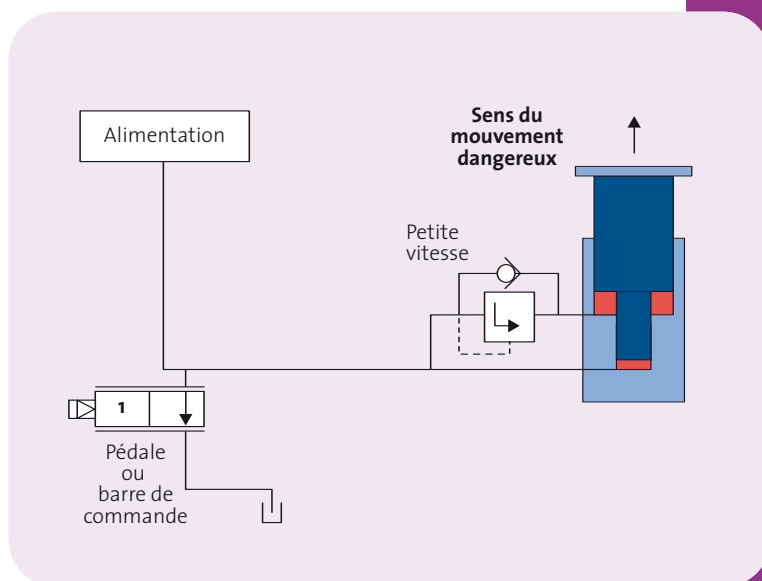 Alimentation
Sens du
mouvement
dangereux
Petite
vitesse
1
Pédale
ou
barre de
commande